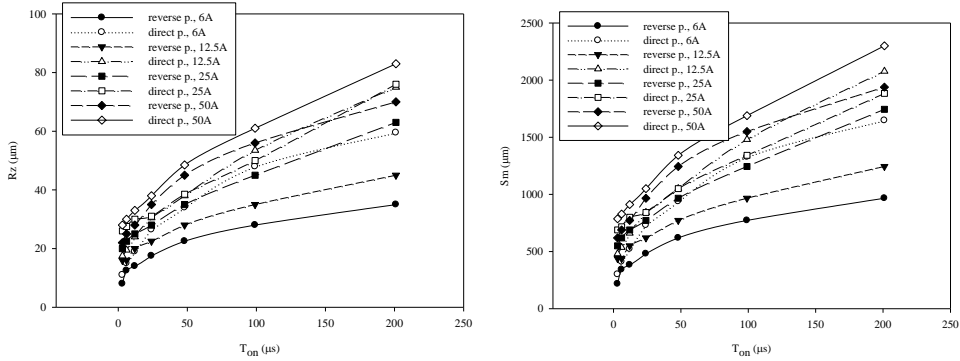 reverse p., 6A
direct p., 6A
reverse p., 12.5A
direct p., 12.5A
reverse p., 25A
direct p., 25A
reverse p., 50A
direct p., 50A
100
80
60
40
20
0
Rz (μm)
0 50 100 150 200 250
Ton (μs)
reverse p., 6A
direct p., 6A
reverse p., 12.5A
direct p., 12.5A
reverse p., 25A
direct p., 25A
reverse p., 50A
direct p., 50A
2500
2000
1500
1000
500
0
Sm (μm)
0 50 100 150 200 250
Ton (μs)